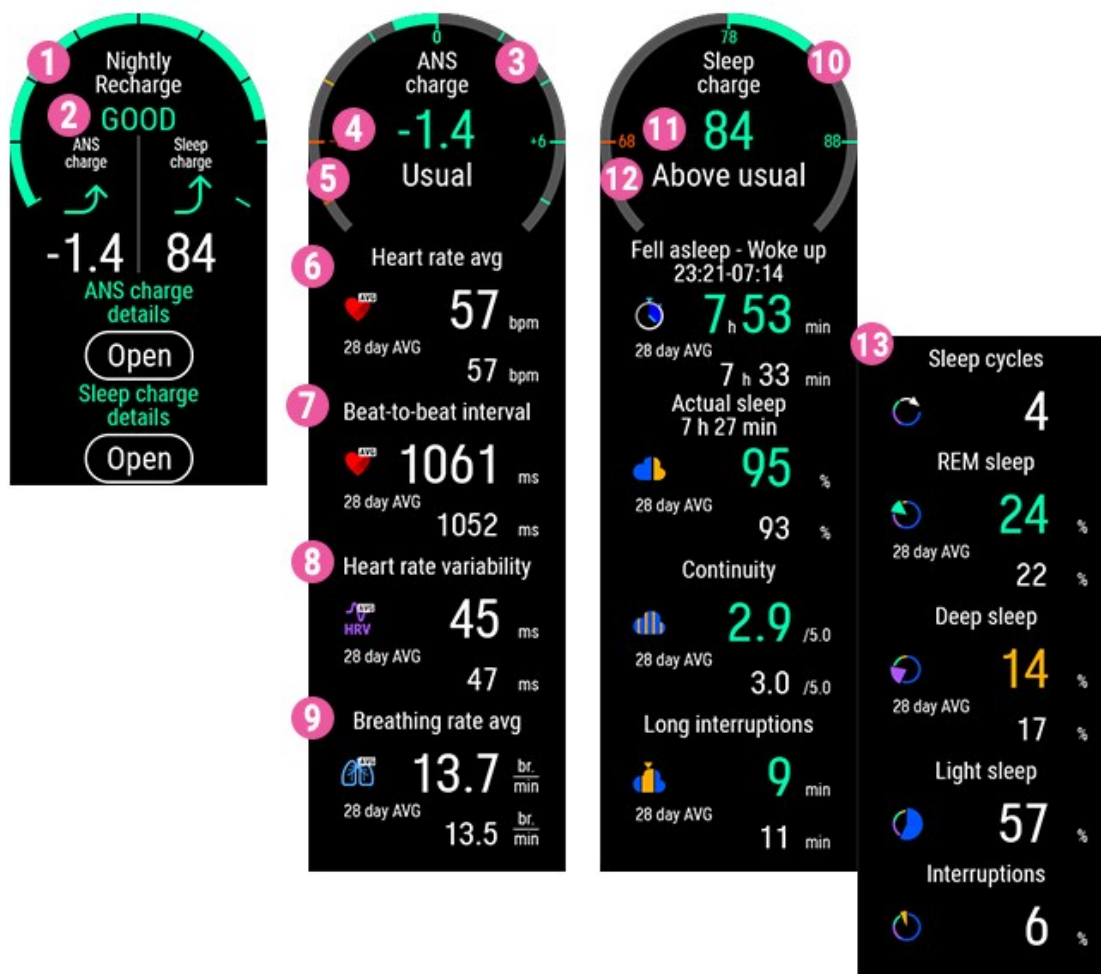 1
Nightly
Recharge
2
GOOD
ANS
charge
Sleep
charge
-1.4
84
ANS charge
details
Open
Sleep charge
details
Open
0
ANS
charge
3
4
-1.4
+6
5
Usual
6
Heart rate avg
AVG
57 bpm
28 day AVG
57 bpm
7
Beat-to-beat interval
AVG
1061 ms
28 day AVG
1052 ms
8
Heart rate variability
AVG
HRV
45 ms
28 day AVG
47 ms
9
Breathing rate avg
AVG
13.7 br.
min
28 day AVG
13.5 br.
min
78
Sleep
charge
10
68
11
84
88
12
Above usual
Fell asleep - Woke up
23:21-07:14
7 h 53 min
28 day AVG
7 h 33 min
Actual sleep
7 h 27 min
95 %
28 day AVG
93 %
Continuity
2.9 /5.0
28 day AVG
3.0 /5.0
Long interruptions
9 min
28 day AVG
11 min
13
Sleep cycles
4
REM sleep
24 %
28 day AVG
22 %
Deep sleep
14 %
28 day AVG
17 %
Light sleep
57 %
Interruptions
6 %